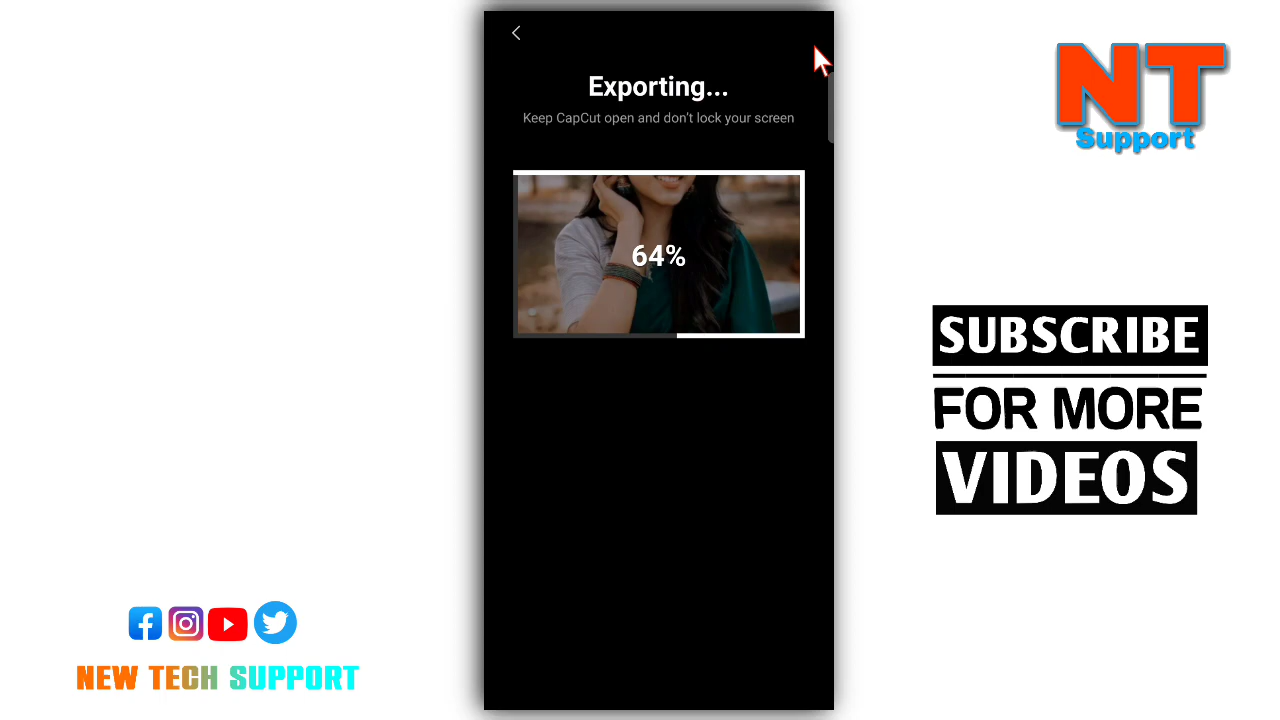 Exporting...
Keep CapCut open and don't lock your screen
64%
NT
Support
SUBSCRIBE
FOR MORE
VIDEOS
NEW TECH SUPPORT